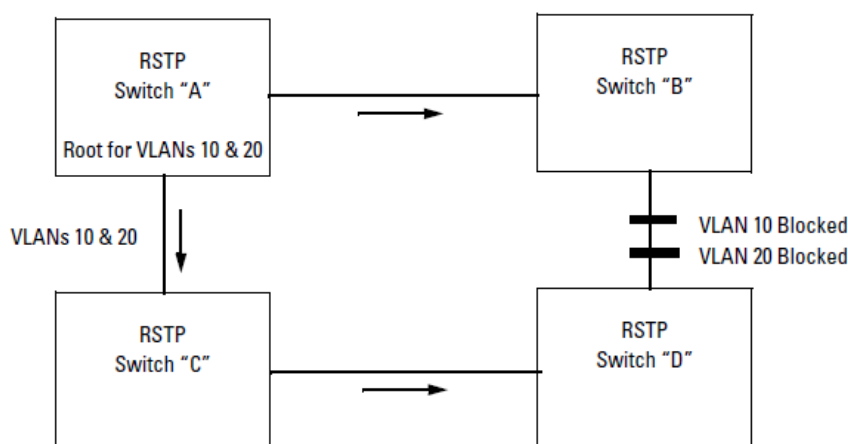 RSTP
Switch “A”
Root for VLANs 10 & 20
RSTP
Switch “B”
VLANs 10 & 20
VLAN 10 Blocked
VLAN 20 Blocked
RSTP
Switch “C”
RSTP
Switch “D”